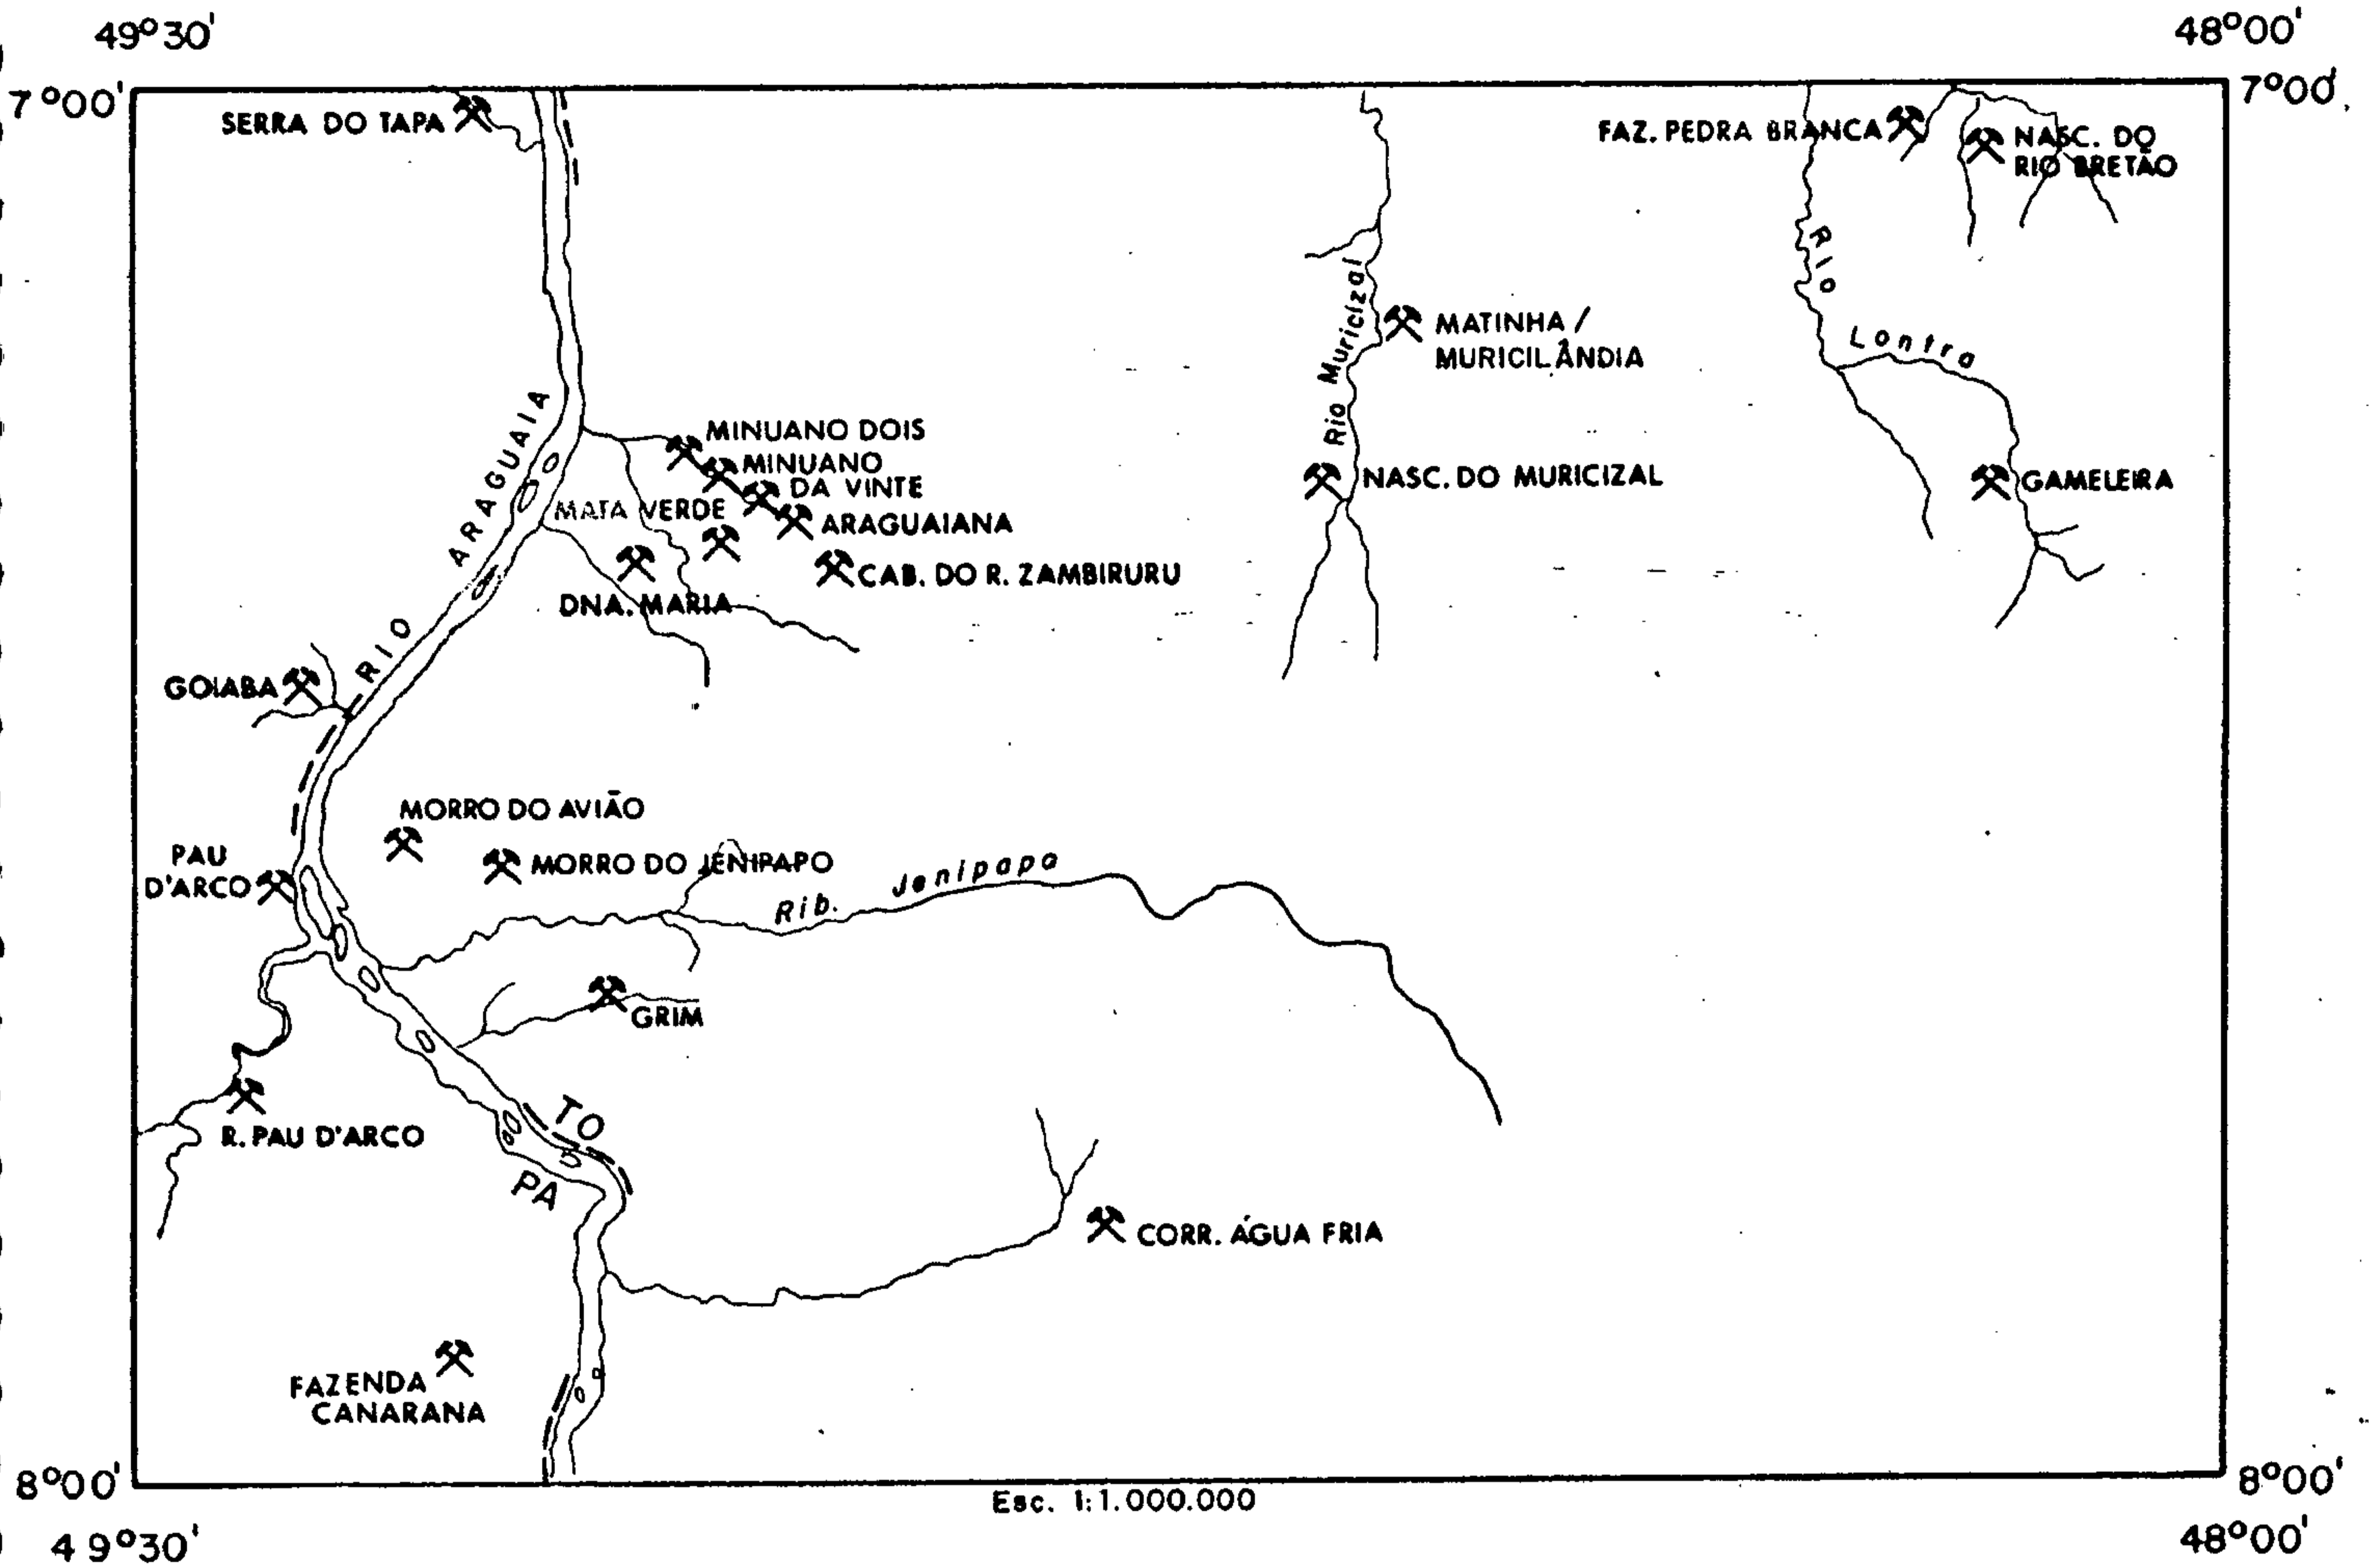 49°30'
48°00'
7°00'
7°00'
SERRA DO TAPA
FAZ. PEDRA BRANCA
NASC. DO
RIO BRETÃO
Rio Muricizal
RIO
Lontra
MATINHA /
MURICILÂNDIA
RIO ARAGUAIA
MINUANO DOIS
MINUANO
DA VINTE
MATA VERDE
ARAGUAIANA
NASC. DO MURICIZAL
GAMELEIRA
CAB. DO R. ZAMBIRURU
DNA. MARIA
GOIABA
MORRO DO AVIÃO
PAU
D'ARCO
MORRO DO JENIPAPO
Rib. Jenipapo
GRIM
R. PAU D'ARCO
TO
PA
CORR. ÁGUA FRIA
FAZENDA
CANARANA
8°00'
8°00'
Esc. 1:1.000.000
49°30'
48°00'